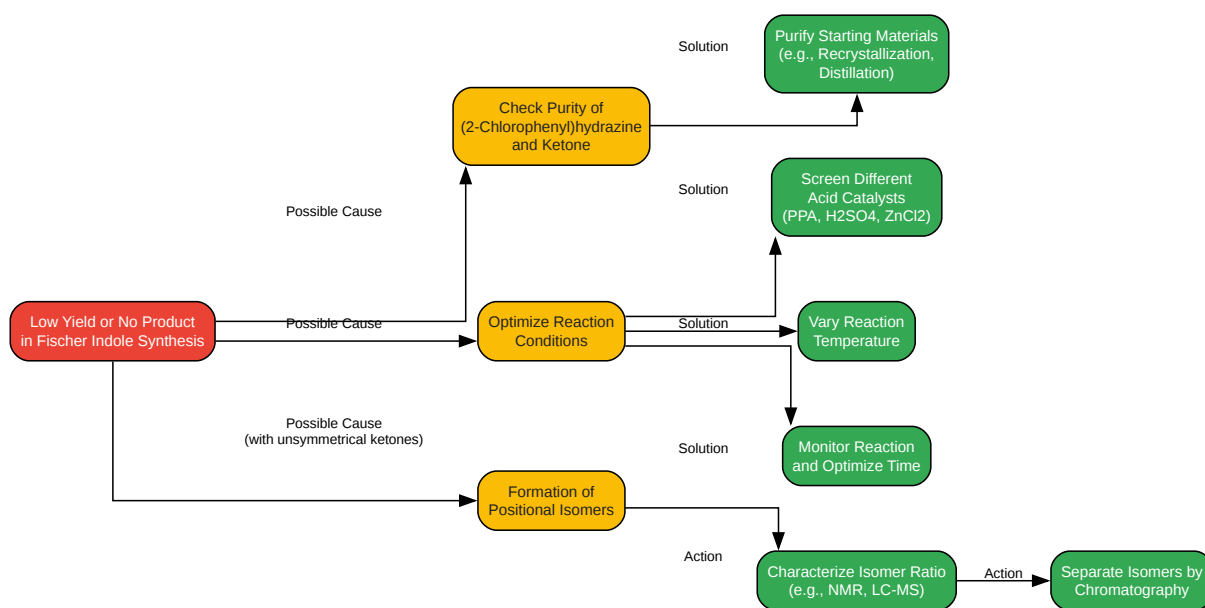 Solution
Purify Starting Materials
(e.g., Recrystallization,
Distillation)
Check Purity of
(2-Chlorophenyl)hydrazine
and Ketone
Solution
Screen Different
Acid Catalysts
(PPA, H2SO4, ZnCl2)
Possible Cause
Low Yield or No Product
in Fischer Indole Synthesis
Possible Cause
Optimize Reaction
Conditions
Solution
Vary Reaction
Temperature
Possible Cause
(with unsymmetrical ketones)
Solution
Monitor Reaction
and Optimize Time
Formation of
Positional Isomers
Action
Characterize Isomer Ratio
(e.g., NMR, LC-MS)
Action
Separate Isomers by
Chromatography